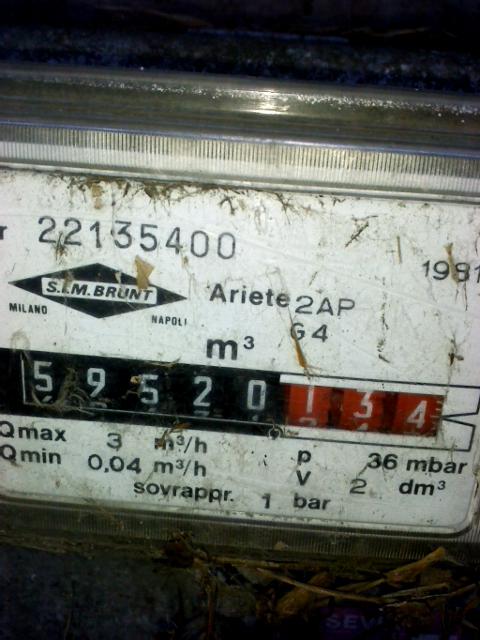 r 22135400
1981
S.I.M. BRUNT
MILANO NAPOLI
Ariete 2AP
G4
m³
59520134
Qmax 3 m³/h
Qmin 0,04 m³/h
p 36 mbar
V 2 dm³
sovrappr. 1 bar